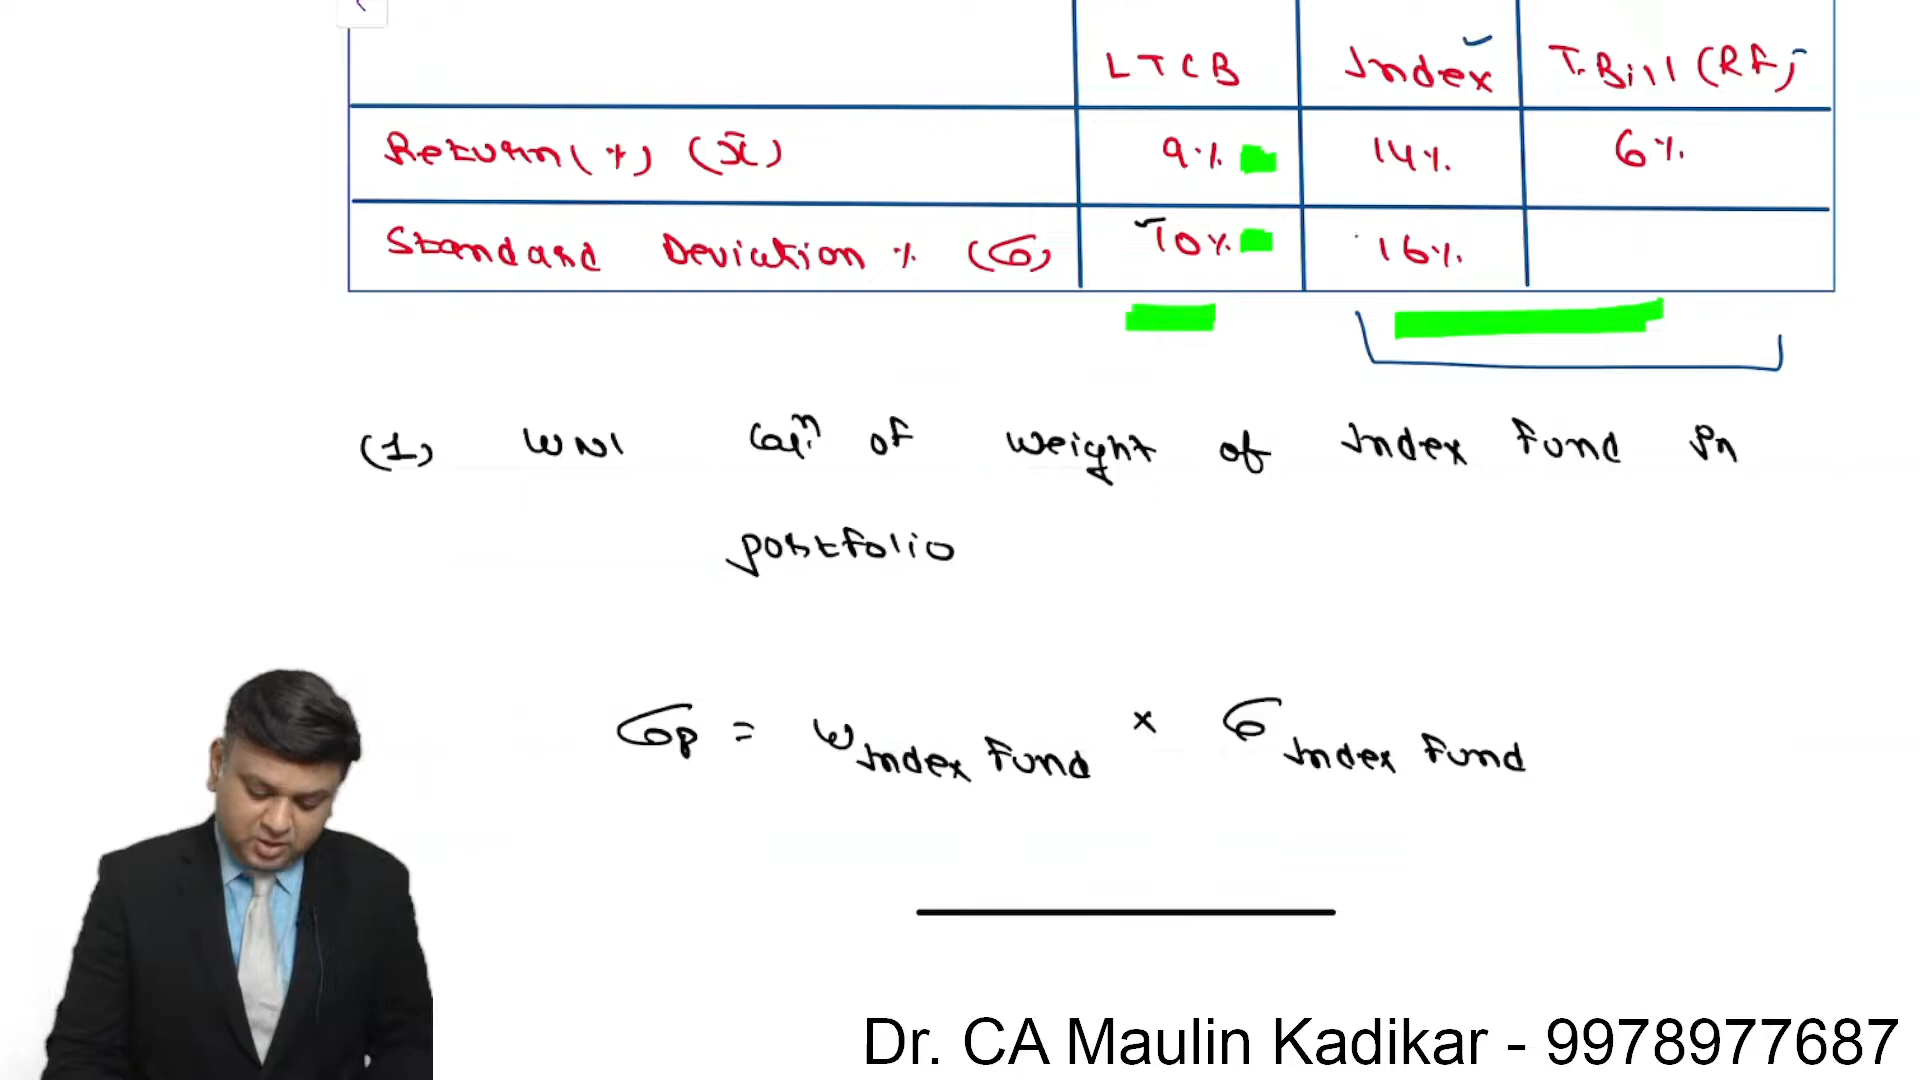 LTCB Index T.Bill (RF)
Return (%) (x̄) 9% 14% 6%
Standard Deviation % (σ) 10% 16%
(1) WN1 Calⁿ of weight of Index Fund in
portfolio
σp = w Index Fund × σ Index Fund
Dr. CA Maulin Kadikar - 9978977687